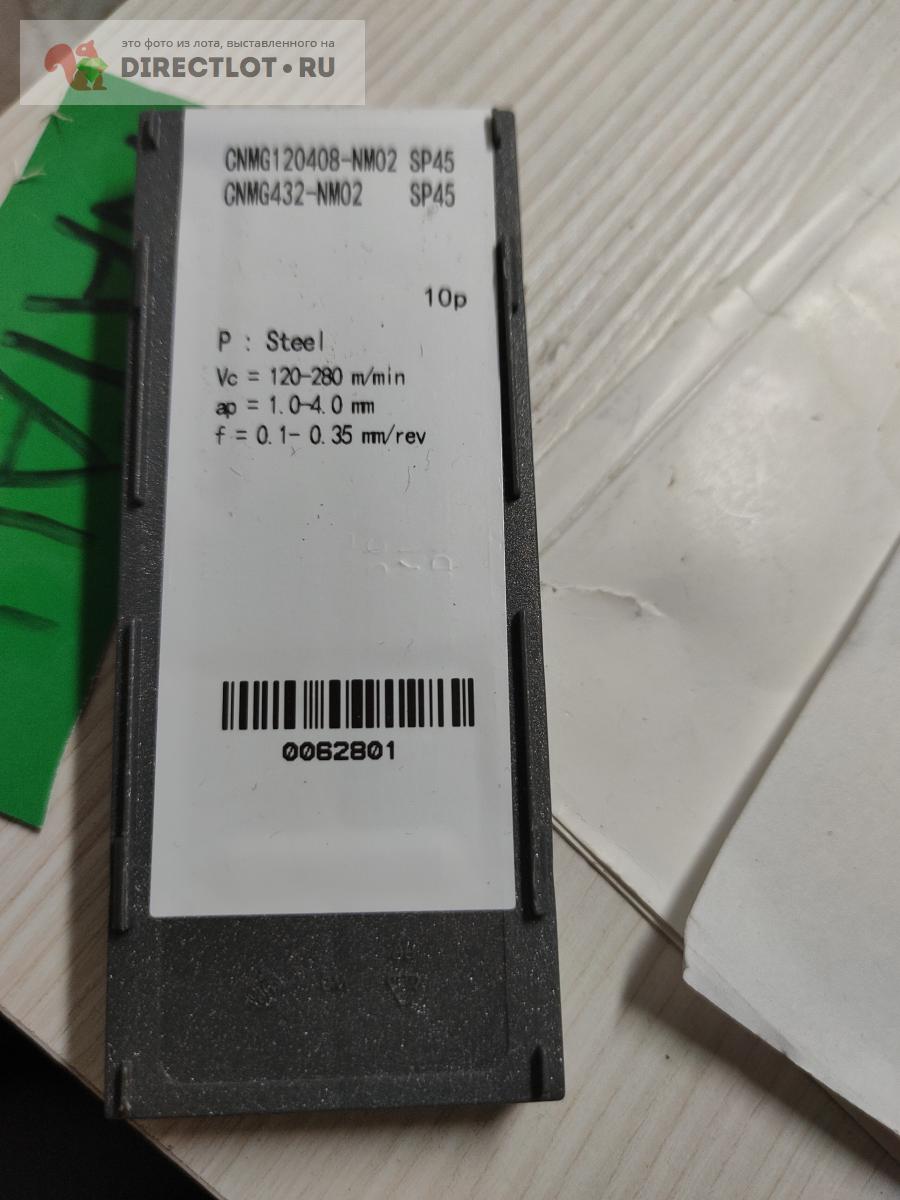 это фото из лота, выставленного на
DIRECTLOT.RU
CNMG120408-NM02 SP45
CNMG432-NM02 SP45
10p
P : Steel
Vc = 120-280 m/min
ap = 1.0-4.0 mm
f = 0.1- 0.35 mm/rev
0062801